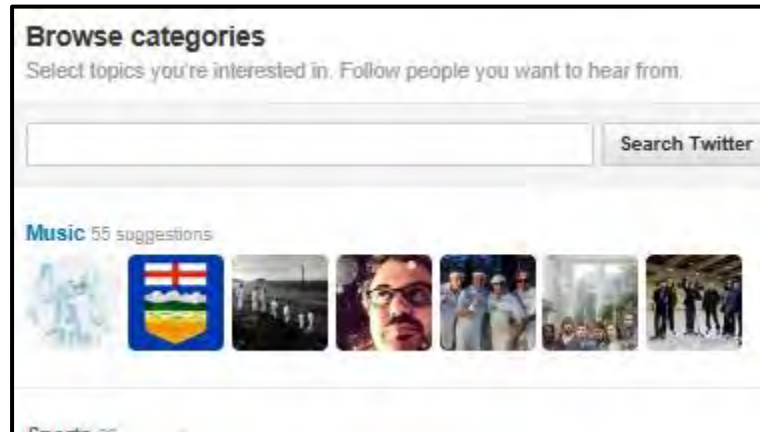 Browse categories
Select topics you're interested in. Follow people you want to hear from.
Search Twitter
Music 55 suggestions